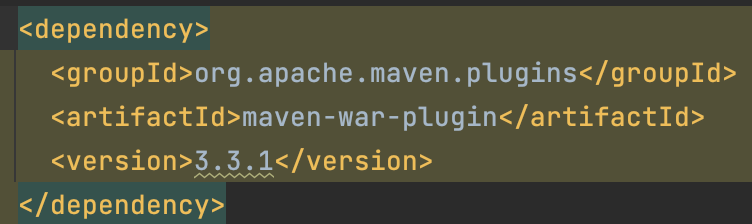 <dependency>
<groupId>org.apache.maven.plugins</groupId>
<artifactId>maven-war-plugin</artifactId>
<version>3.3.1</version>
</dependency>